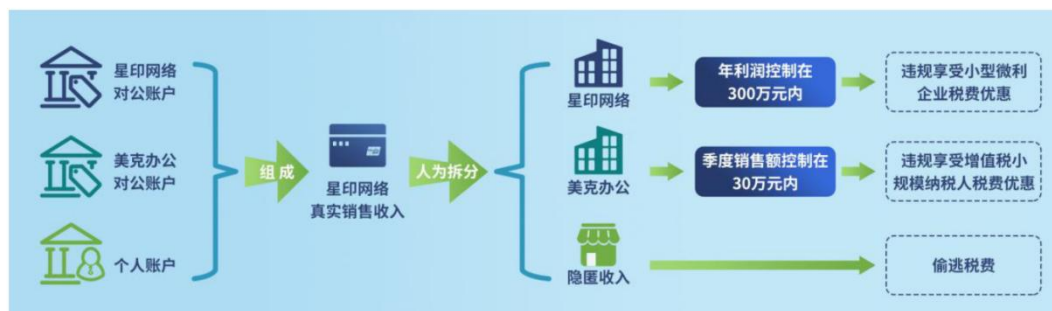 星印网络
对公账户
美克办公
对公账户
个人账户
组成
星印网络
真实销售收入
人为拆分
星印网络
年利润控制在
300万元内
违规享受小型微利
企业税费优惠
美克办公
季度销售额控制在
30万元内
违规享受增值税小
规模纳税人税费优惠
隐匿收入
偷逃税费